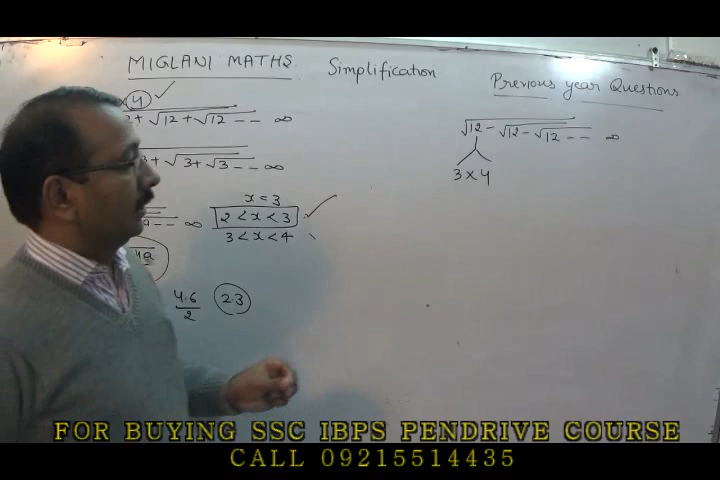 MIGLANI MATHS.
Simplification
Previous year Questions
4
+ √12 + √12 -- ∞
√12 - √12 - √12 -- ∞
3 × 4
+ √3 + √3 -- ∞
x = 3
2 < x < 3
3 < x < 4
-- ∞
4a
4.6
2
2.3
FOR BUYING SSC IBPS PENDRIVE COURSE
CALL 09215514435